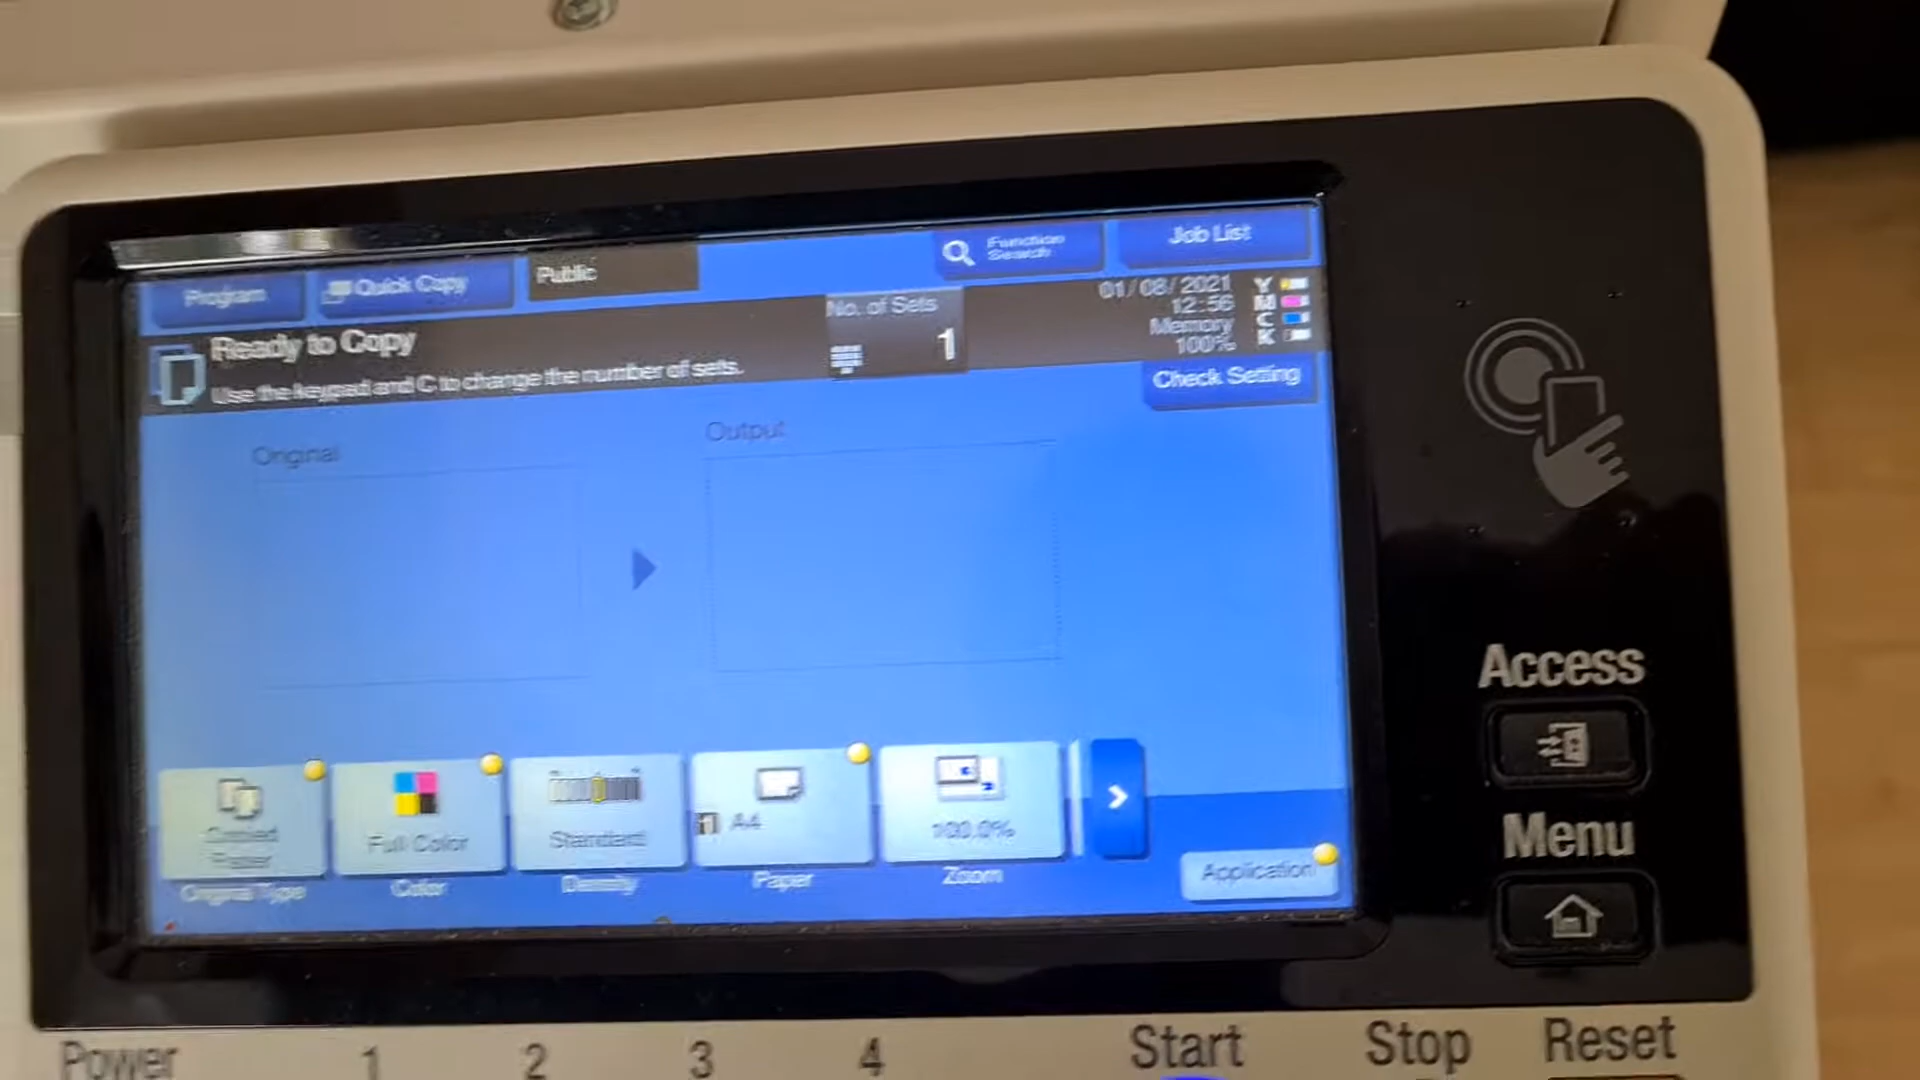 Program
Quick Copy
Public
Function Search
Job List
Ready to Copy
Use the keypad and C to change the number of sets.
No. of Sets
1
01/08/2021
12:56
Memory
100%
Y
M
C
K
Check Setting
Original
Output
Copied Paper
Original Type
Full Color
Color
Standard
Density
1 A4
Paper
100.0%
Zoom
Application
Access
Menu
Power
1
2
3
4
Start
Stop
Reset